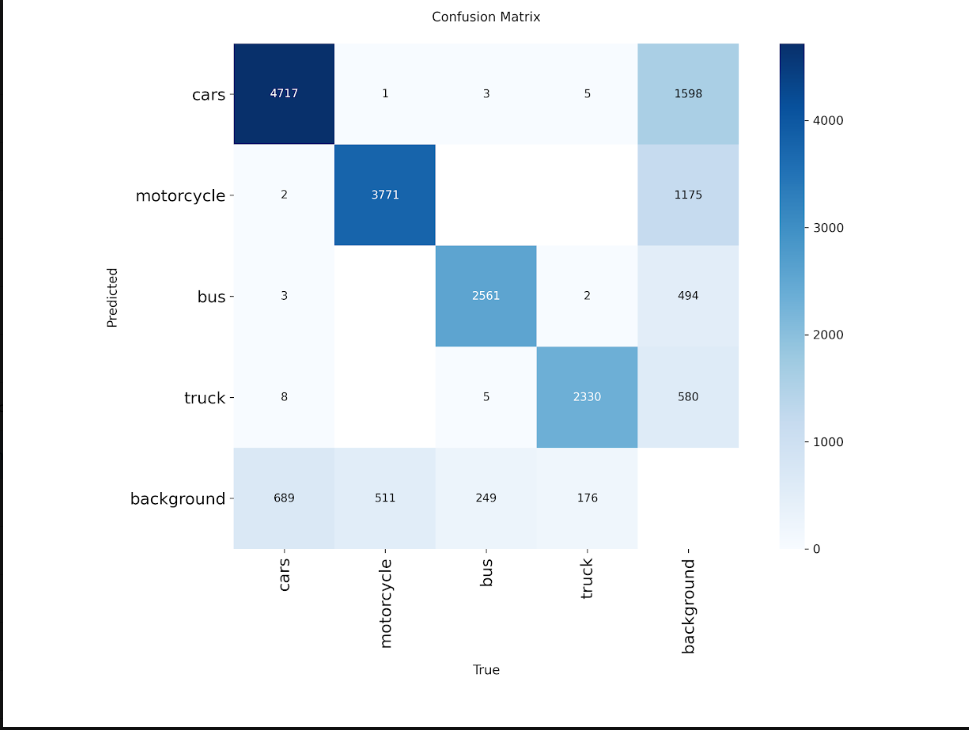 Confusion Matrix
cars 4717 1 3 5 1598
motorcycle 2 3771 1175
bus 3 2561 2 494
truck 8 5 2330 580
background 689 511 249 176
cars motorcycle bus truck background
True
Predicted
4000
3000
2000
1000
0